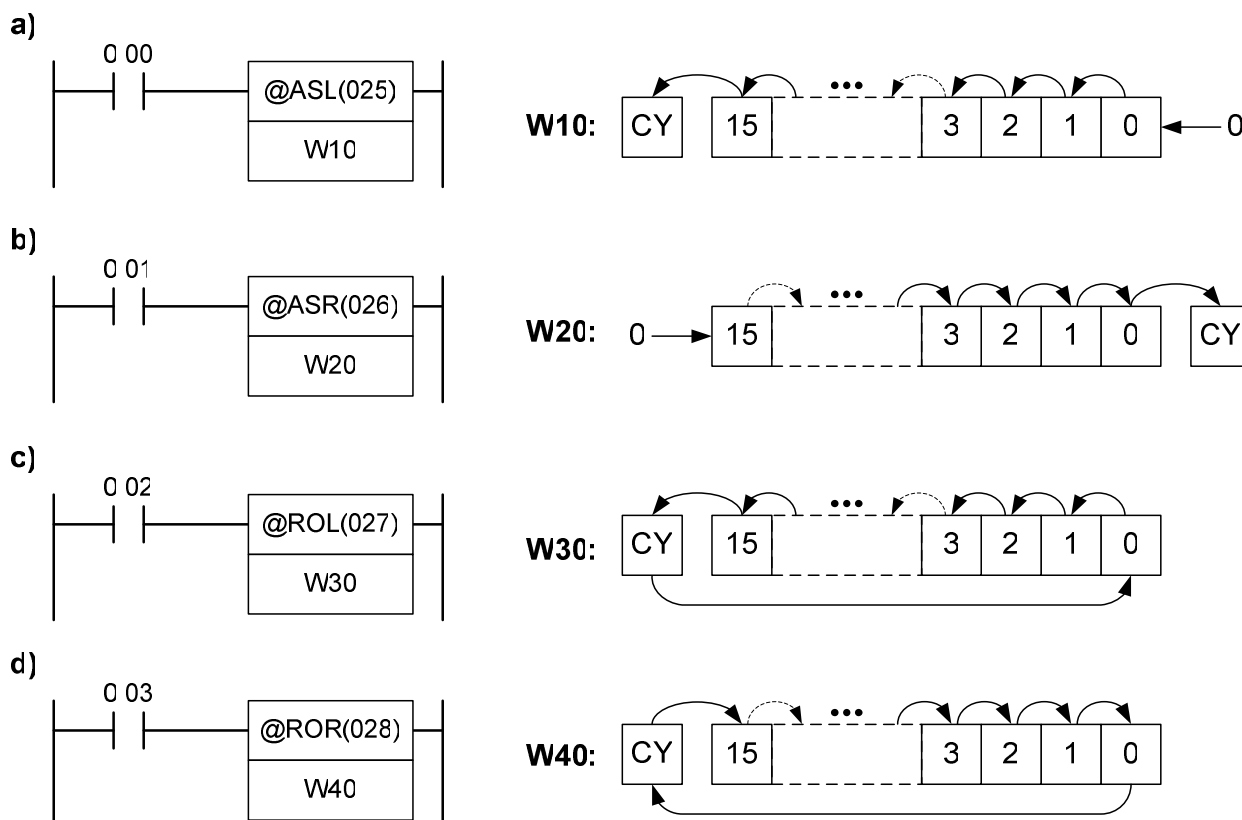 a)
0 00
@ASL(025)
W10
W10: CY 15 ••• 3 2 1 0 0
b)
0 01
@ASR(026)
W20
W20: 0 15 ••• 3 2 1 0 CY
c)
0 02
@ROL(027)
W30
W30: CY 15 ••• 3 2 1 0
d)
0 03
@ROR(028)
W40
W40: CY 15 ••• 3 2 1 0